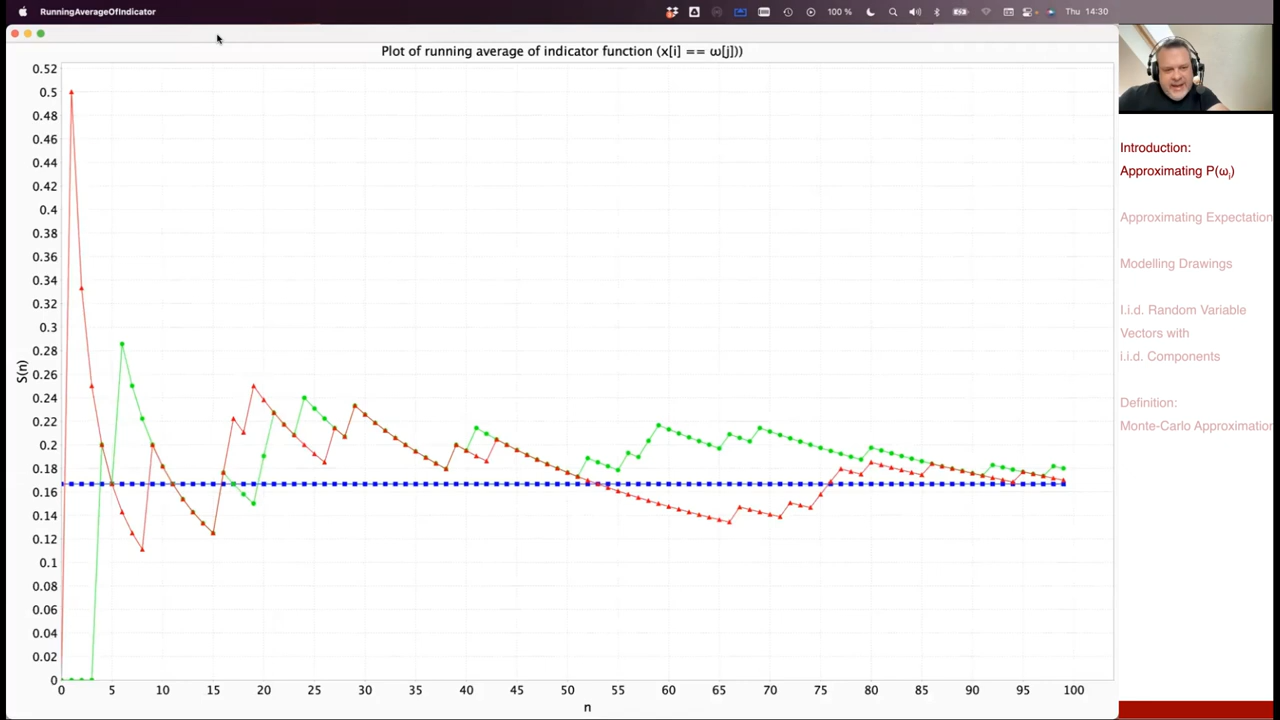 RunningAverageOfIndicator
100 %
Thu 14:30
Plot of running average of indicator function (x[i] == ω[j]))
0.52
0.5
0.48
0.46
0.44
0.42
0.4
0.38
0.36
0.34
0.32
0.3
0.28
0.26
0.24
0.22
0.2
0.18
0.16
0.14
0.12
0.1
0.08
0.06
0.04
0.02
0
S(n)
0 5 10 15 20 25 30 35 40 45 50 55 60 65 70 75 80 85 90 95 100
n
Introduction:
Approximating P(ωi)
Approximating Expectation
Modelling Drawings
I.i.d. Random Variable
Vectors with
i.i.d. Components
Definition:
Monte-Carlo Approximation